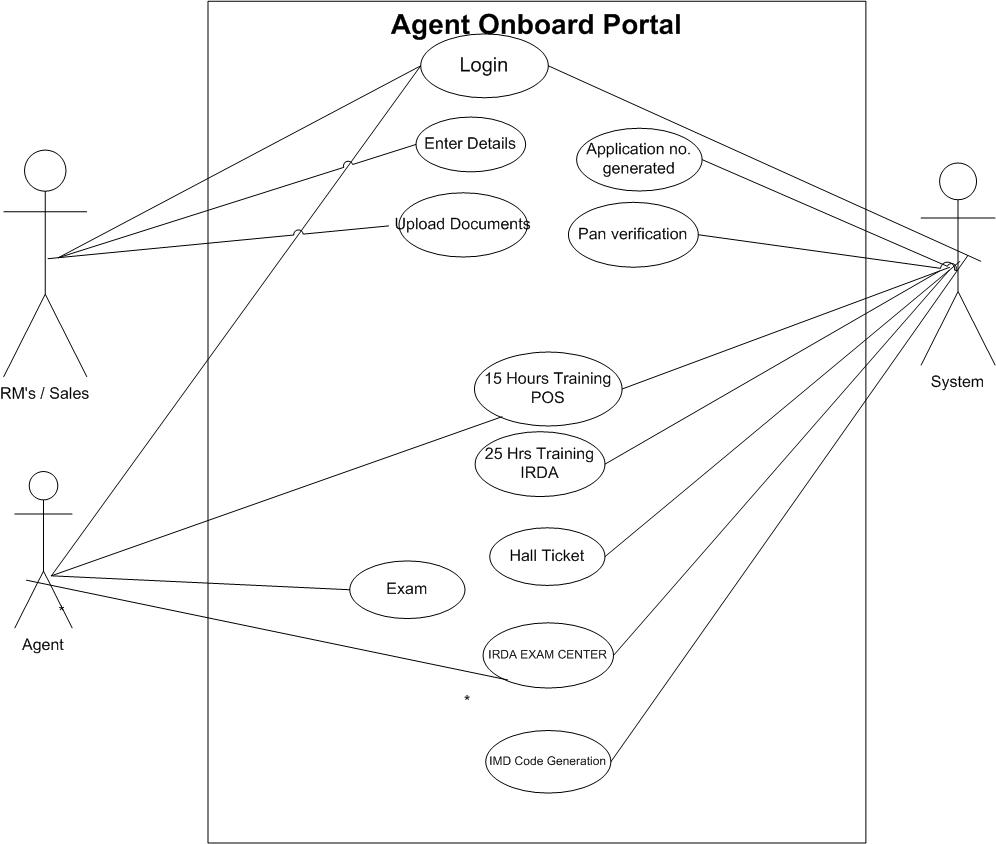 Agent Onboard Portal
Login
Enter Details
Application no.
generated
Upload Documents
Pan verification
RM's / Sales
System
15 Hours Training
POS
25 Hrs Training
IRDA
Hall Ticket
Exam
*
Agent
IRDA EXAM CENTER
*
IMD Code Generation